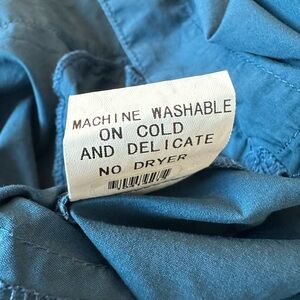 MACHINE WASHABLE
ON COLD
AND DELICATE
NO DRYER